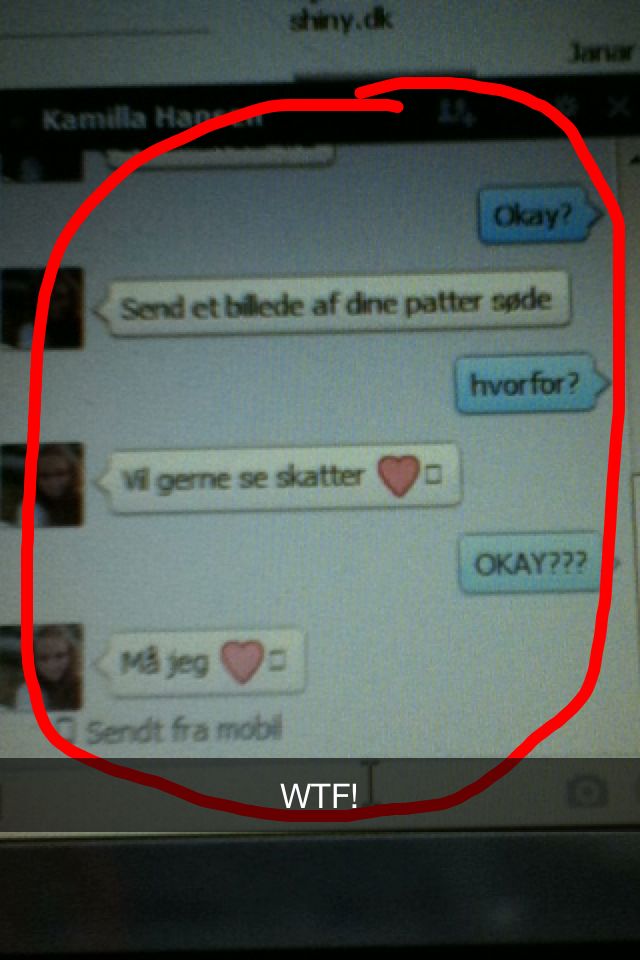 shiny.dk
Janar
Kamilla Hansen
Okay?
Send et billede af dine patter søde
hvorfor?
Vil gerne se skatter
OKAY???
Må jeg
Sendt fra mobil
WTF!